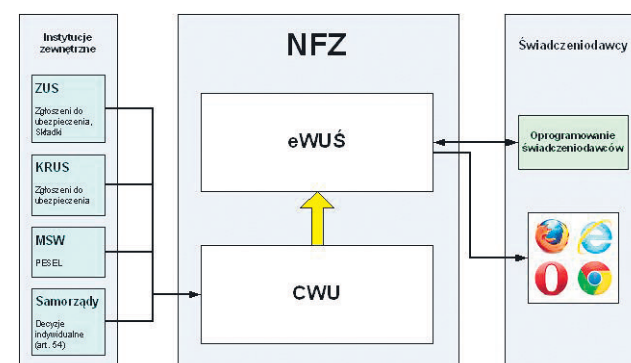 Instytucje
zewnętrzne
ZUS
Zgłoszeni do
ubezpieczenia,
Składki
KRUS
Zgłoszeni do
ubezpieczenia
MSW
PESEL
Samorządy
Decyzje
indywidualne
(art. 54)
NFZ
eWUŚ
CWU
Świadczeniodawcy
Oprogramowanie
świadczeniodawców